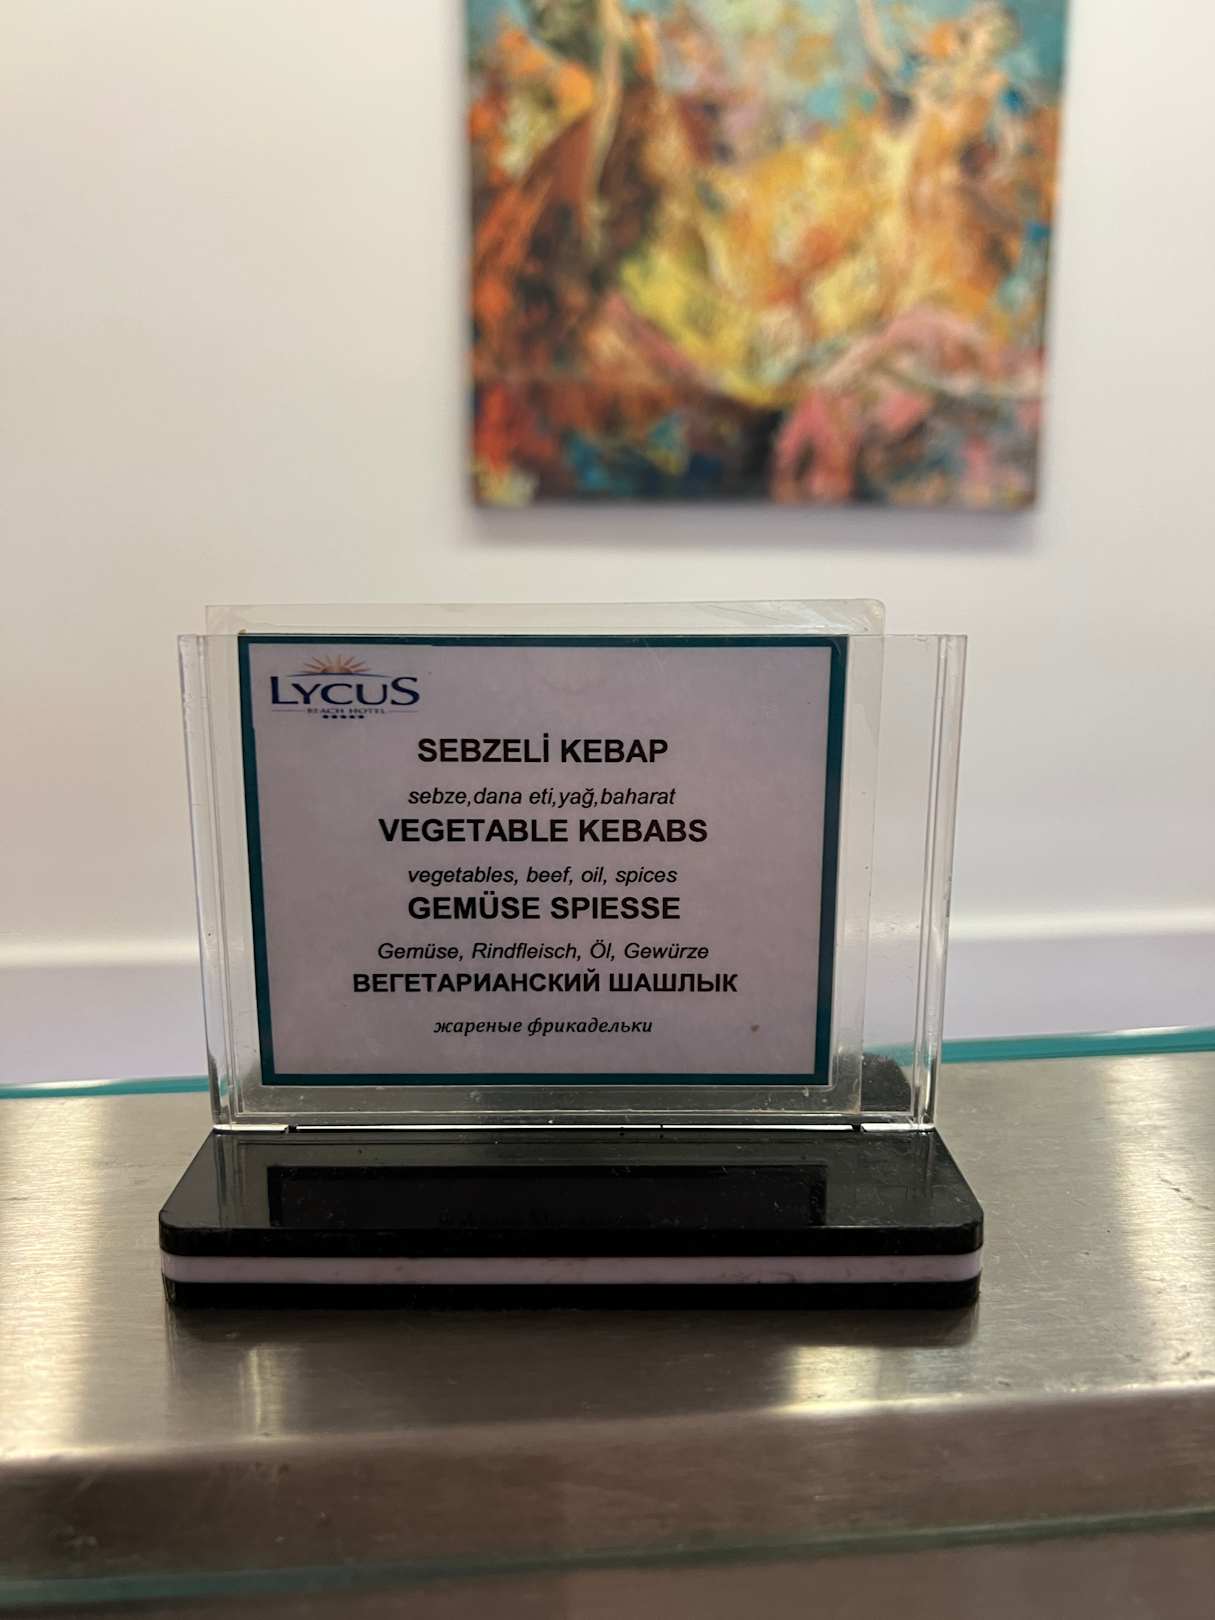 LYCUS
BEACH HOTEL
SEBZELİ KEBAP
sebze,dana eti,yağ,baharat
VEGETABLE KEBABS
vegetables, beef, oil, spices
GEMÜSE SPIESSE
Gemüse, Rindfleisch, Öl, Gewürze
ВЕГЕТАРИАНСКИЙ ШАШЛЫК
жареные фрикадельки